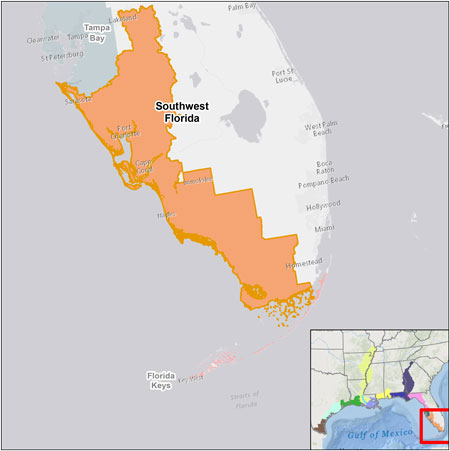 Palm Bay
Lakeland
Tampa
Bay
Clearwater
Tampa
St Petersburg
Port St.
Lucie
Sarasota
Southwest
Florida
Fort
Charlotte
West Palm
Beach
Cape
Coral
Boca
Raton
Immokalee
Pompano Beach
Hollywood
Naples
Miami
Homestead
Florida
Keys
Key West
Straits of
Florida
Gulf of Mexico